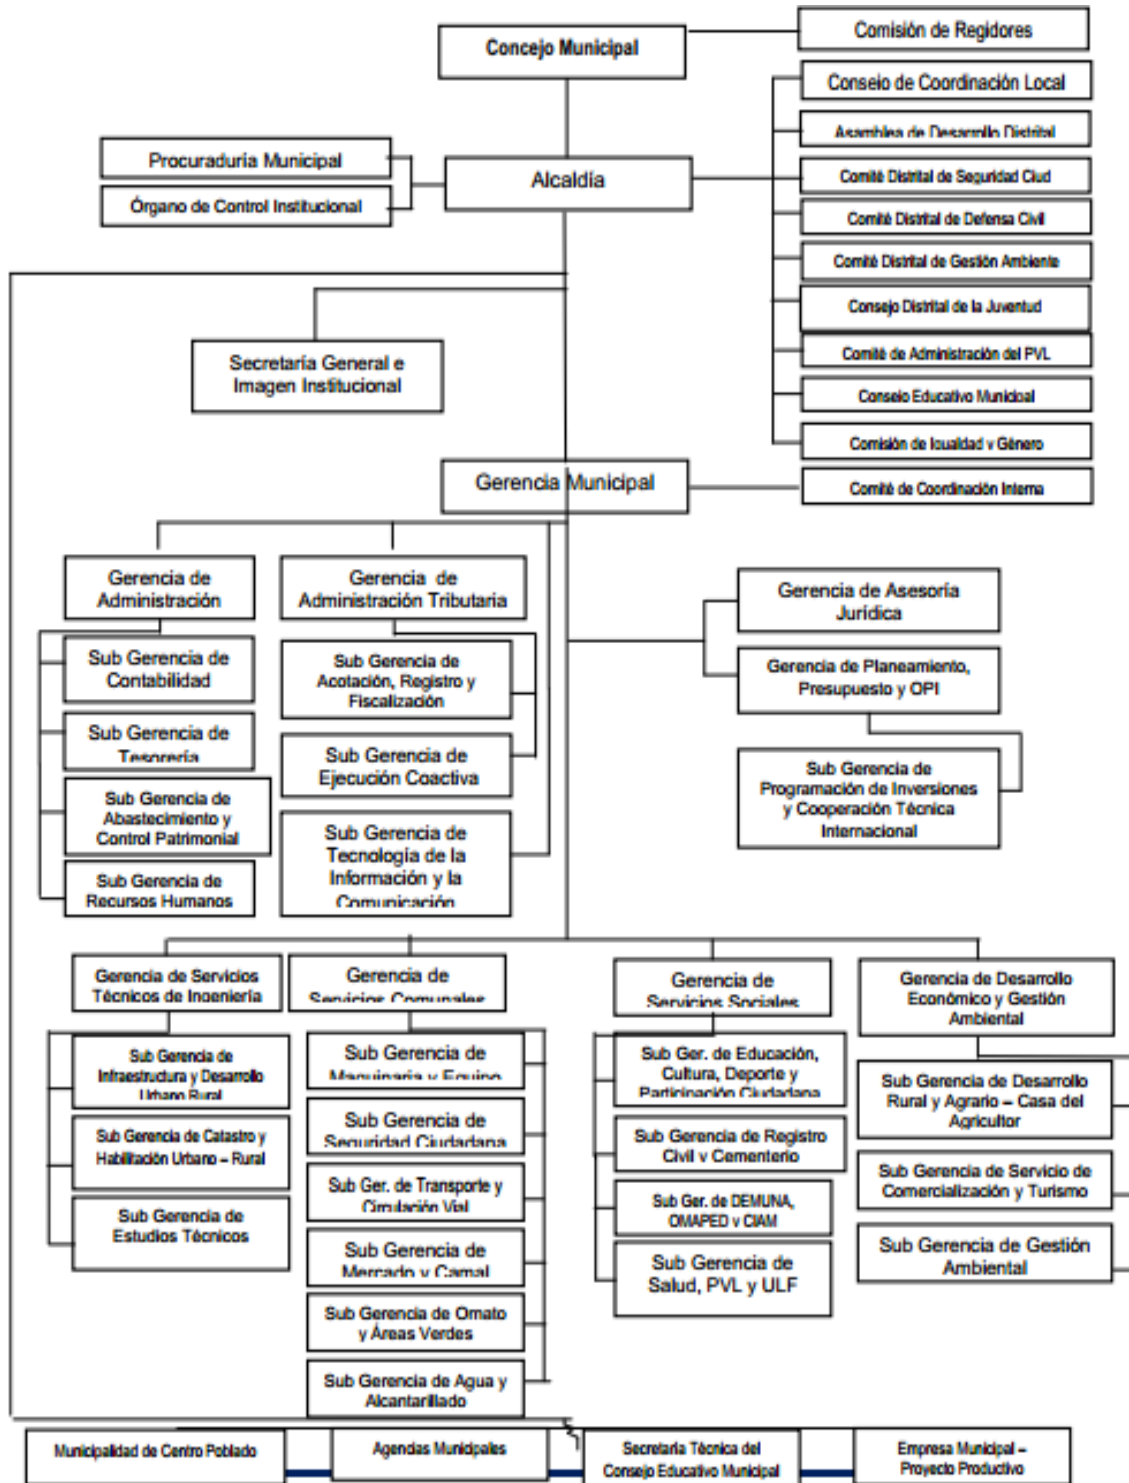 Concejo Municipal
Comisión de Regidores
Consejo de Coordinación Local
Asamblea de Desarrollo Distrital
Procuraduría Municipal
Alcaldía
Comité Distrital de Seguridad Ciud
Órgano de Control Institucional
Comité Distrital de Defensa Civil
Comité Distrital de Gestión Ambiente
Consejo Distrital de la Juventud
Secretaría General e
Imagen Institucional
Comité de Administración del PVL
Consejo Educativo Municipal
Comisión de Igualdad y Género
Gerencia Municipal
Comité de Coordinación Interna
Gerencia de
Administración
Gerencia de
Administración Tributaria
Gerencia de Asesoría
Jurídica
Sub Gerencia de
Contabilidad
Sub Gerencia de
Acotación, Registro y
Fiscalización
Gerencia de Planeamiento,
Presupuesto y OPI
Sub Gerencia de
Tesorería
Sub Gerencia de
Ejecución Coactiva
Sub Gerencia de
Programación de Inversiones
y Cooperación Técnica
Internacional
Sub Gerencia de
Abastecimiento y
Control Patrimonial
Sub Gerencia de
Tecnología de la
Información y la
Comunicación
Sub Gerencia de
Recursos Humanos
Gerencia de Servicios
Técnicos de Ingeniería
Gerencia de
Servicios Comunales
Gerencia de
Servicios Sociales
Gerencia de Desarrollo
Económico y Gestión
Ambiental
Sub Gerencia de
Infraestructura y Desarrollo
Urbano Rural
Sub Gerencia de
Maquinaria y Equipo
Sub Ger. de Educación,
Cultura, Deporte y
Participación Ciudadana
Sub Gerencia de Desarrollo
Rural y Agrario – Casa del
Agricultor
Sub Gerencia de Catastro y
Habilitación Urbano – Rural
Sub Gerencia de
Seguridad Ciudadana
Sub Gerencia de Registro
Civil y Cementerio
Sub Gerencia de Servicio de
Comercialización y Turismo
Sub Gerencia de
Estudios Técnicos
Sub Ger. de Transporte y
Circulación Vial
Sub Ger. de DEMUNA,
OMAPED y CIAM
Sub Gerencia de Gestión
Ambiental
Sub Gerencia de
Mercado y Camal
Sub Gerencia de
Salud, PVL y ULF
Sub Gerencia de Ornato
y Áreas Verdes
Sub Gerencia de Agua y
Alcantarillado
Municipalidad de Centro Poblado
Agencias Municipales
Secretaria Técnica del
Consejo Educativo Municipal
Empresa Municipal –
Proyecto Productivo